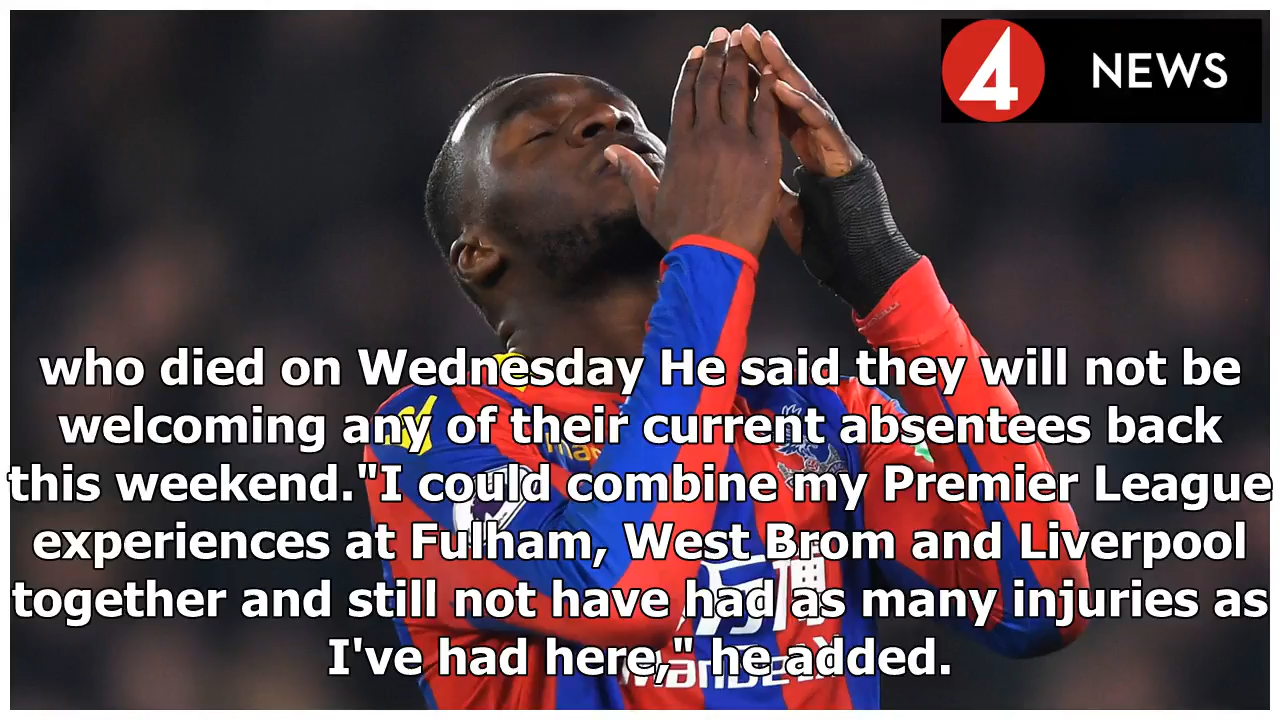 4 NEWS
who died on Wednesday He said they will not be
welcoming any of their current absentees back
this weekend."I could combine my Premier League
experiences at Fulham, West Brom and Liverpool
together and still not have had as many injuries as
I've had here," he added.